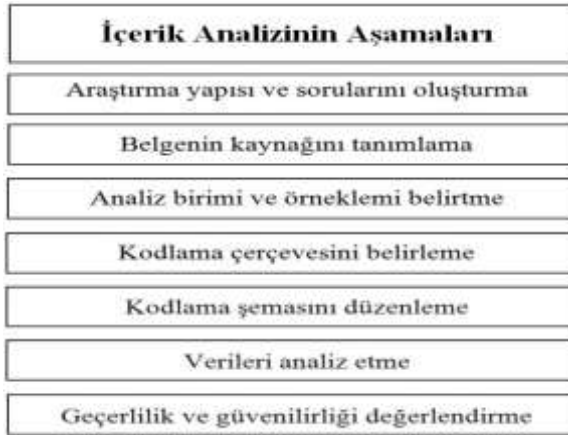 İçerik Analizinin Aşamaları
Araştırma yapısı ve sorularını oluşturma
Belgenin kaynağını tanımlama
Analiz birimi ve örneklemi belirtme
Kodlama çerçevesini belirleme
Kodlama şemasını düzenleme
Verileri analiz etme
Geçerlilik ve güvenilirliği değerlendirme